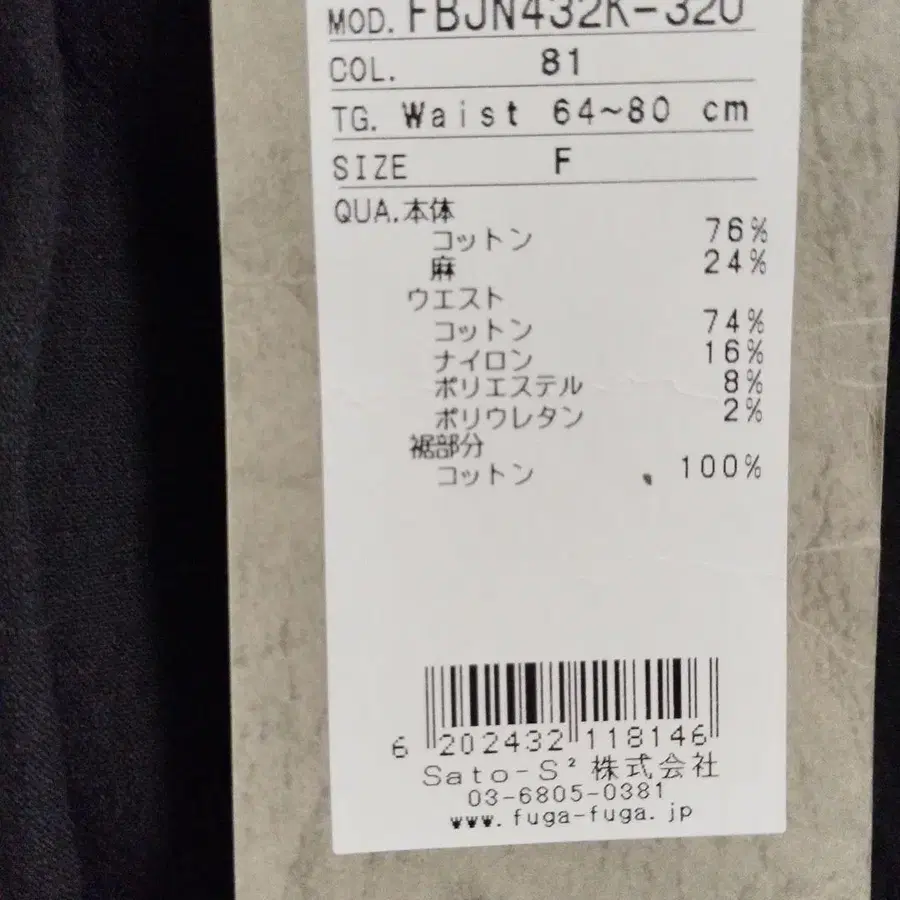 MOD. FBJN432K-320
COL. 81
TG. Waist 64~80 cm
SIZE F
QUA.本体
コットン 76%
麻 24%
ウエスト
コットン 74%
ナイロン 16%
ポリエステル 8%
ポリウレタン 2%
裾部分
コットン 100%
6 202432 118146
Sato-S²株式会社
03-6805-0381
www.fuga-fuga.jp